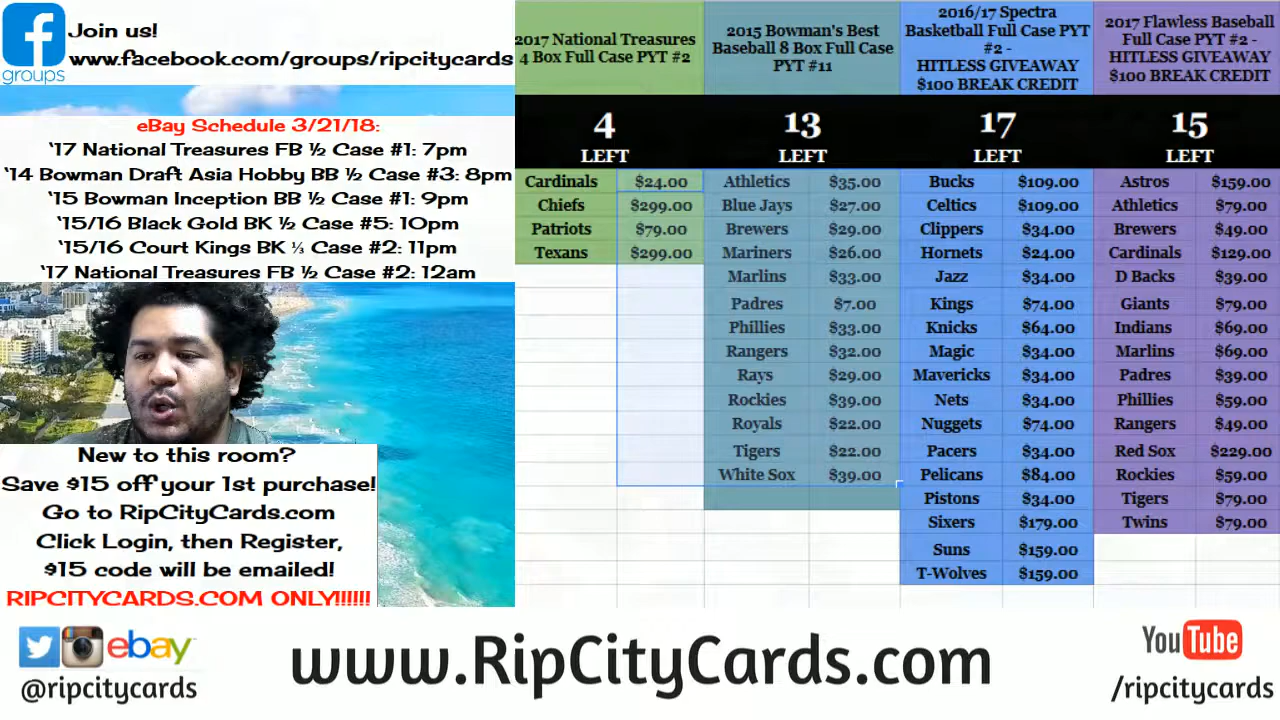 Join us!
www.facebook.com/groups/ripcitycards
groups
eBay Schedule 3/21/18:
‘17 National Treasures FB ½ Case #1: 7pm
‘14 Bowman Draft Asia Hobby BB ½ Case #3: 8pm
‘15 Bowman Inception BB ½ Case #1: 9pm
‘15/16 Black Gold BK ½ Case #5: 10pm
‘15/16 Court Kings BK ⅓ Case #2: 11pm
‘17 National Treasures FB ½ Case #2: 12am
New to this room?
Save $15 off your 1st purchase!
Go to RipCityCards.com
Click Login, then Register,
$15 code will be emailed!
RIPCITYCARDS.COM ONLY!!!!!!
2017 National Treasures
4 Box Full Case PYT #2
4
LEFT
Cardinals $24.00
Chiefs $299.00
Patriots $79.00
Texans $299.00
2015 Bowman's Best
Baseball 8 Box Full Case
PYT #11
13
LEFT
Athletics $35.00
Blue Jays $27.00
Brewers $29.00
Mariners $26.00
Marlins $33.00
Padres $7.00
Phillies $33.00
Rangers $32.00
Rays $29.00
Rockies $39.00
Royals $22.00
Tigers $22.00
White Sox $39.00
2016/17 Spectra
Basketball Full Case PYT
#2 -
HITLESS GIVEAWAY
$100 BREAK CREDIT
17
LEFT
Bucks $109.00
Celtics $109.00
Clippers $34.00
Hornets $24.00
Jazz $34.00
Kings $74.00
Knicks $64.00
Magic $34.00
Mavericks $34.00
Nets $34.00
Nuggets $74.00
Pacers $34.00
Pelicans $84.00
Pistons $34.00
Sixers $179.00
Suns $159.00
T-Wolves $159.00
2017 Flawless Baseball
Full Case PYT #2 -
HITLESS GIVEAWAY
$100 BREAK CREDIT
15
LEFT
Astros $159.00
Athletics $79.00
Brewers $49.00
Cardinals $129.00
D Backs $39.00
Giants $79.00
Indians $69.00
Marlins $69.00
Padres $39.00
Phillies $59.00
Rangers $49.00
Red Sox $229.00
Rockies $59.00
Tigers $79.00
Twins $79.00
ebay
@ripcitycards
www.RipCityCards.com
YouTube
/ripcitycards